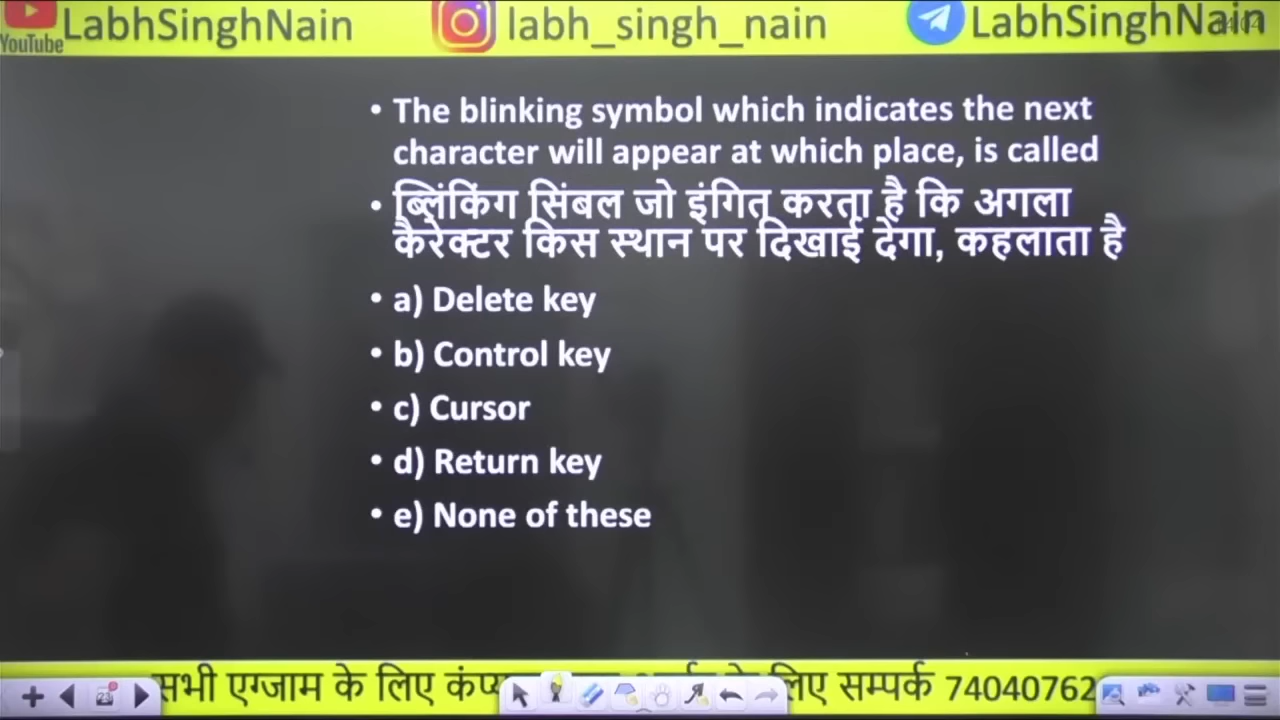 YouTube LabhSinghNain labh_singh_nain LabhSinghNain
• The blinking symbol which indicates the next
character will appear at which place, is called
• ब्लिंकिंग सिंबल जो इंगित करता है कि अगला
कैरेक्टर किस स्थान पर दिखाई देगा, कहलाता है
• a) Delete key
• b) Control key
• c) Cursor
• d) Return key
• e) None of these
सभी एग्जाम के लिए लिए सम्पर्क 74040762